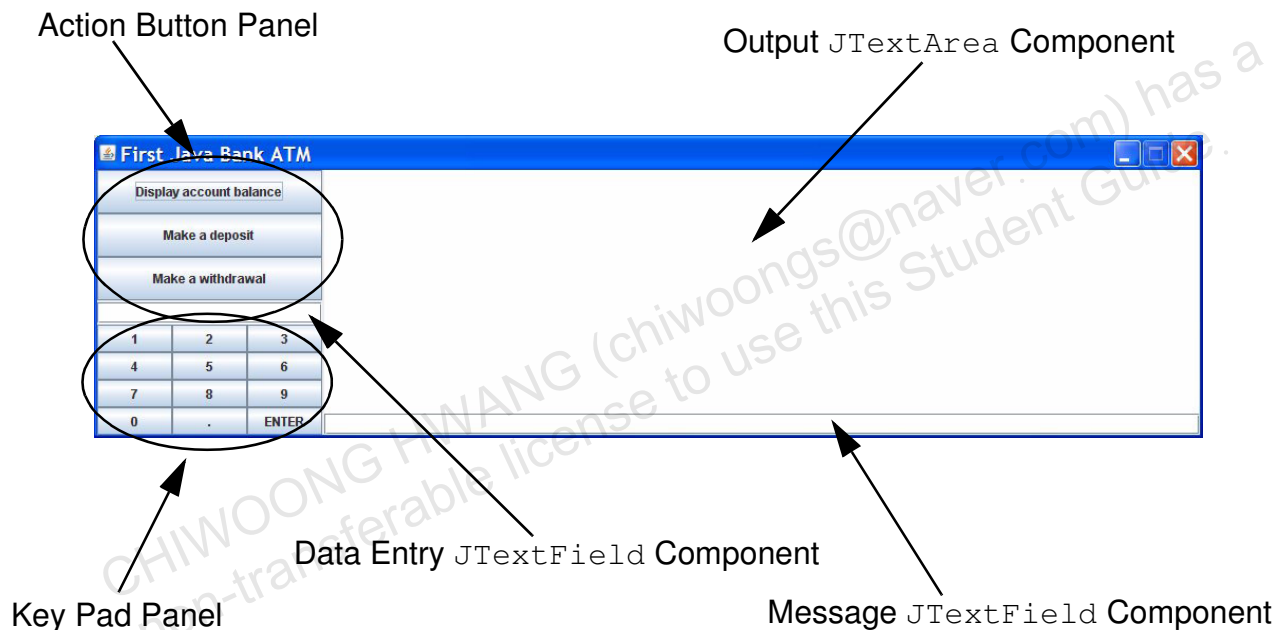 Action Button Panel
Output JTextArea Component
First Java Bank ATM
Display account balance
Make a deposit
Make a withdrawal
1 2 3
4 5 6
7 8 9
0 . ENTER
Data Entry JTextField Component
Key Pad Panel
Message JTextField Component
CHIWOONG HWANG (chiwoongs@naver.com) has a
non-transferable license to use this Student Guide.